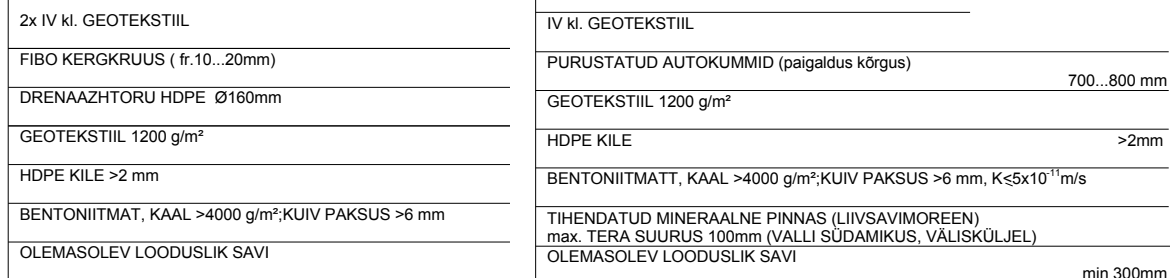 2x IV kl. GEOTEKSTIIL
FIBO KERGKRUUS ( fr.10...20mm)
DRENAAZHTORU HDPE Ø160mm
GEOTEKSTIIL 1200 g/m²
HDPE KILE >2 mm
BENTONIITMAT, KAAL >4000 g/m²;KUIV PAKSUS >6 mm
OLEMASOLEV LOODUSLIK SAVI
IV kl. GEOTEKSTIIL
PURUSTATUD AUTOKUMMID (paigaldus kõrgus)
700...800 mm
GEOTEKSTIIL 1200 g/m²
HDPE KILE >2mm
BENTONIITMATT, KAAL >4000 g/m²;KUIV PAKSUS >6 mm, K≤5x10⁻¹¹m/s
TIHENDATUD MINERAALNE PINNAS (LIIVSAVIMOREEN)
max. TERA SUURUS 100mm (VALLI SÜDAMIKUS, VÄLISKÜLJEL)
OLEMASOLEV LOODUSLIK SAVI
min 300mm